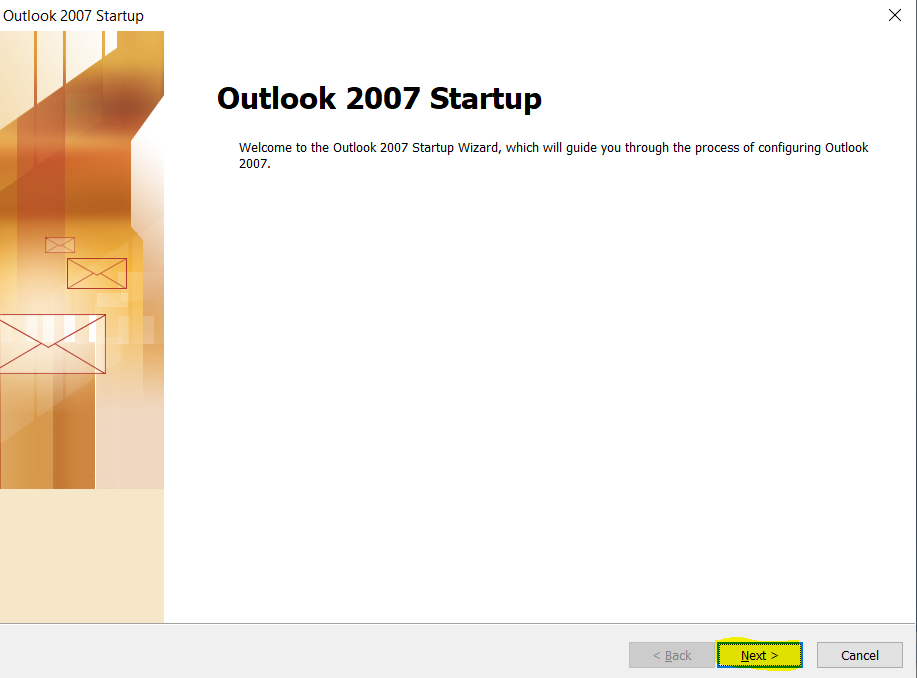 Outlook 2007 Startup
Outlook 2007 Startup
Welcome to the Outlook 2007 Startup Wizard, which will guide you through the process of configuring Outlook
2007.
< Back Next > Cancel